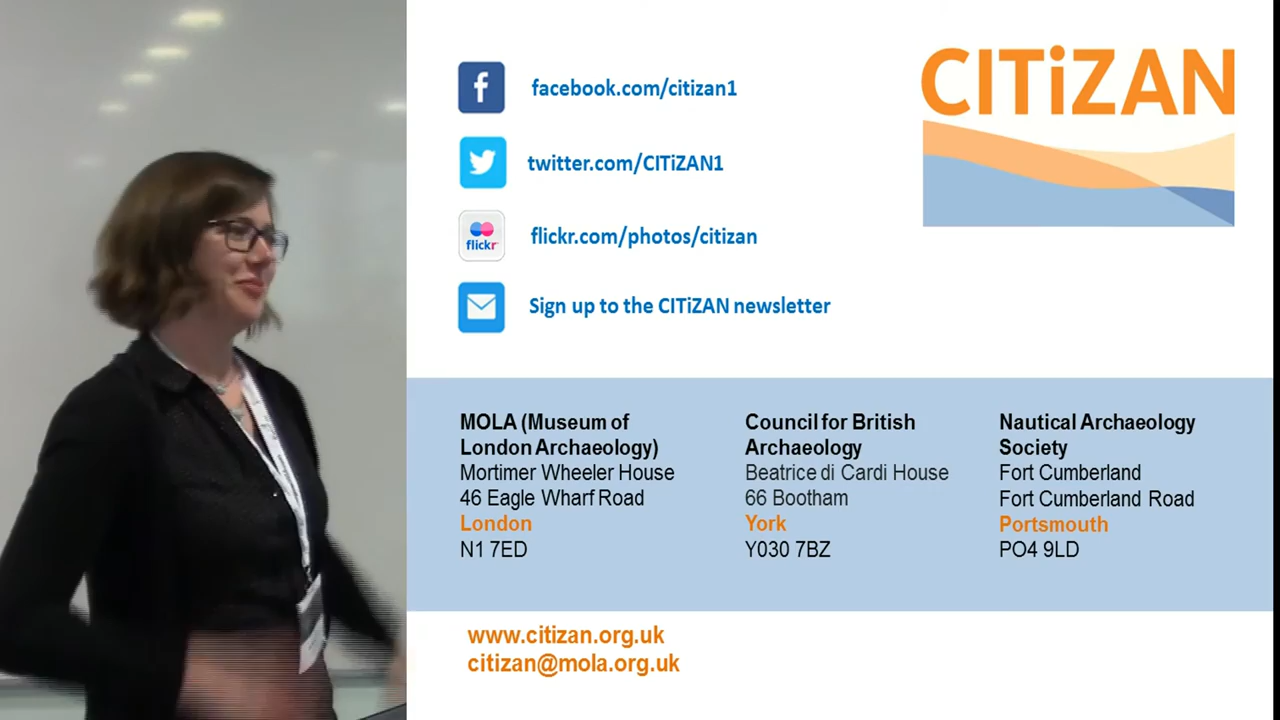 CITiZAN
facebook.com/citizan1
twitter.com/CITiZAN1
flickr
flickr.com/photos/citizan
Sign up to the CITiZAN newsletter
MOLA (Museum of
London Archaeology)
Mortimer Wheeler House
46 Eagle Wharf Road
London
N1 7ED
Council for British
Archaeology
Beatrice di Cardi House
66 Bootham
York
Y030 7BZ
Nautical Archaeology
Society
Fort Cumberland
Fort Cumberland Road
Portsmouth
PO4 9LD
www.citizan.org.uk
citizan@mola.org.uk